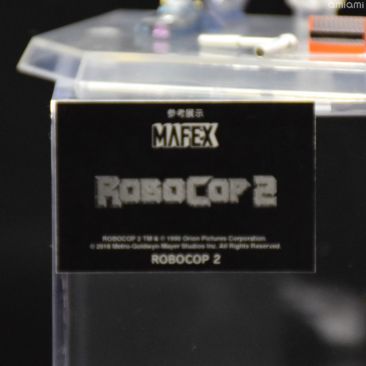 amiami
参考展示
MAFEX
ROBOCOP 2
ROBOCOP 2 TM & © 1990 Orion Pictures Corporation.
© 2018 Metro-Goldwyn-Mayer Studios Inc. All Rights Reserved.
ROBOCOP 2